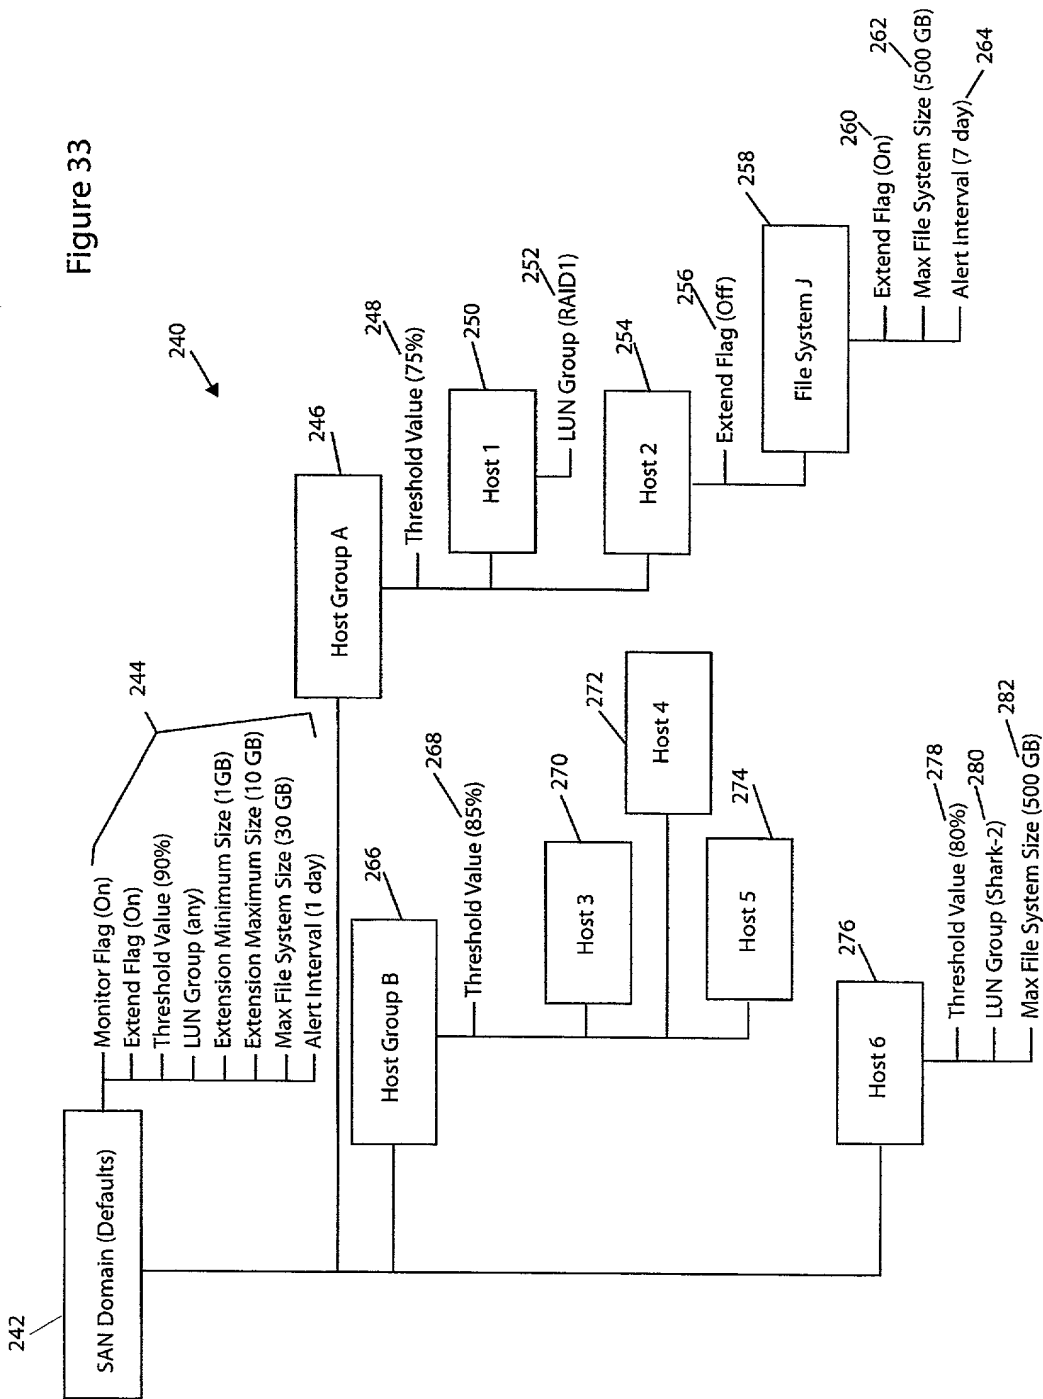 Figure 33
240
242
SAN Domain (Defaults)
244
Monitor Flag (On)
Extend Flag (On)
Threshold Value (90%)
LUN Group (any)
Extension Minimum Size (1GB)
Extension Maximum Size (10 GB)
Max File System Size (30 GB)
Alert Interval (1 day)
246
Host Group A
248
Threshold Value (75%)
250
Host 1
252
LUN Group (RAID1)
254
Host 2
256
Extend Flag (Off)
258
File System J
260
Extend Flag (On)
262
Max File System Size (500 GB)
264
Alert Interval (7 day)
266
Host Group B
268
Threshold Value (85%)
270
Host 3
272
Host 4
274
Host 5
276
Host 6
278
Threshold Value (80%)
280
LUN Group (Shark-2)
282
Max File System Size (500 GB)